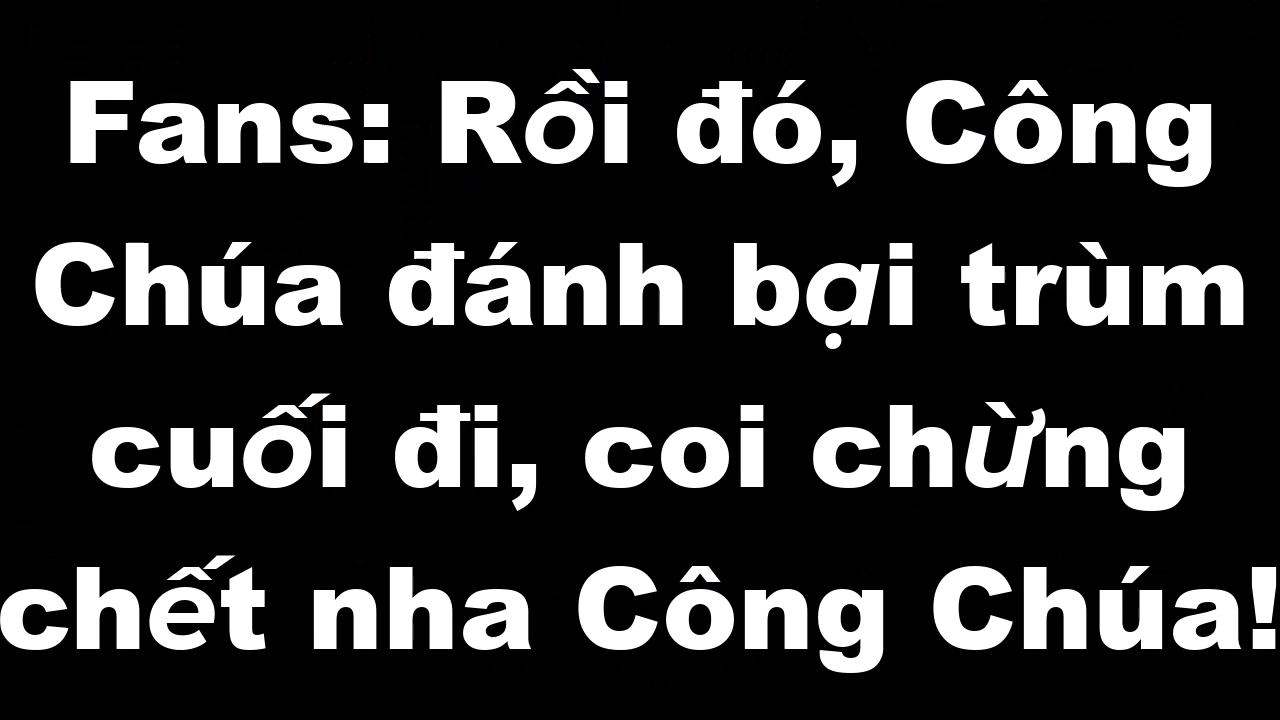 Fans: Rồi đó, Công
Chúa đánh bại trùm
cuối đi, coi chừng
chết nha Công Chúa!